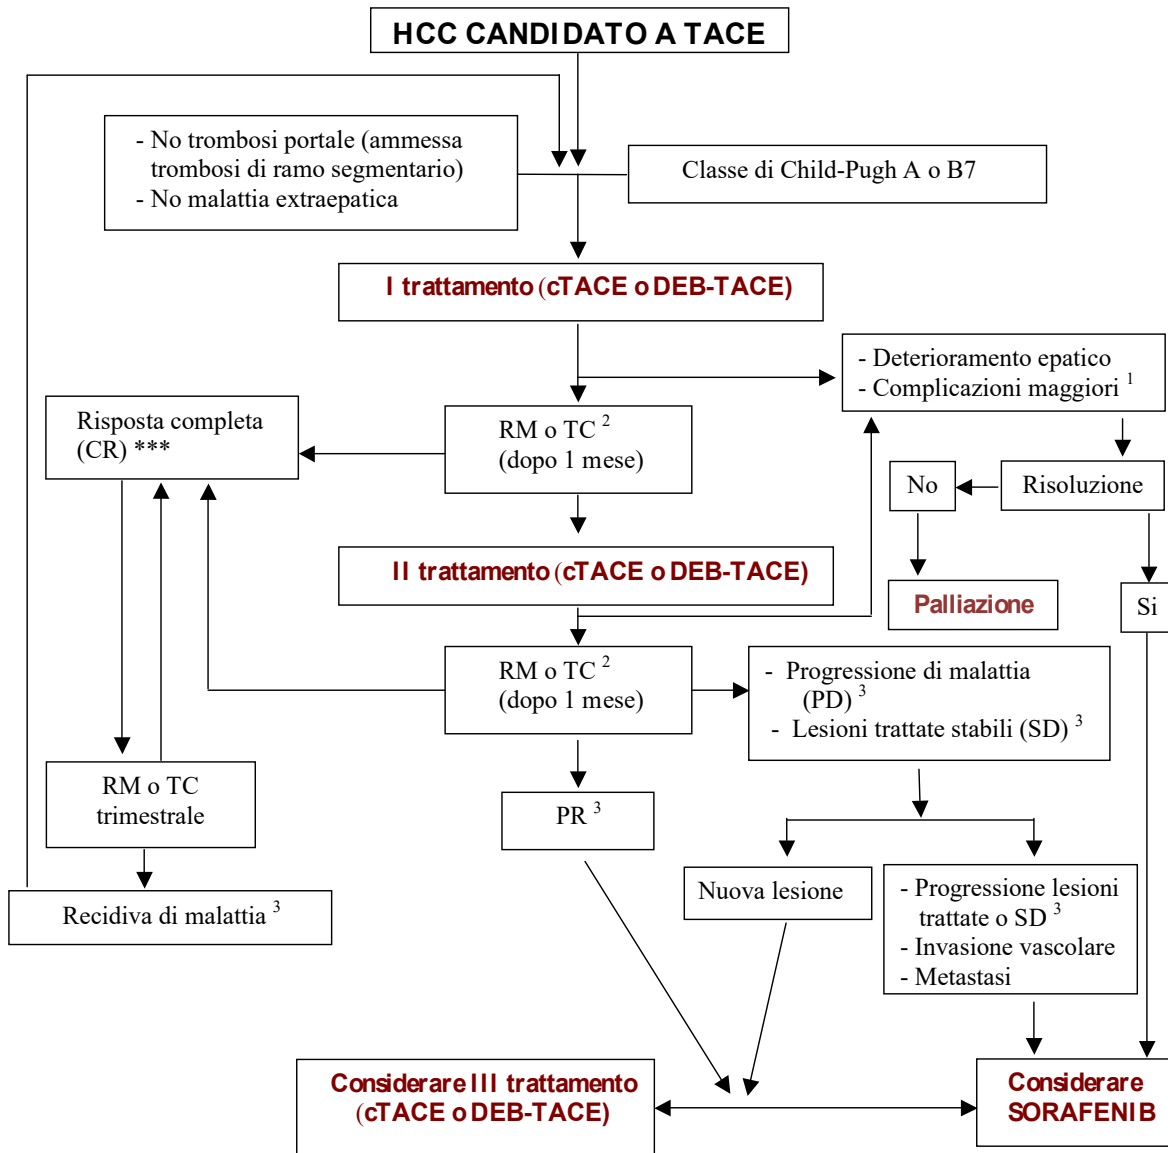 HCC CANDIDATO A TACE
- No trombosi portale (ammessa
trombosi di ramo segmentario)
- No malattia extraepatica
Classe di Child-Pugh A o B7
I trattamento (cTACE o DEB-TACE)
- Deterioramento epatico
- Complicazioni maggiori 1
Risposta completa
(CR) ***
RM o TC 2
(dopo 1 mese)
No
Risoluzione
II trattamento (cTACE o DEB-TACE)
Palliazione
Si
RM o TC 2
(dopo 1 mese)
- Progressione di malattia
(PD) 3
- Lesioni trattate stabili (SD) 3
RM o TC
trimestrale
PR 3
Nuova lesione
- Progressione lesioni
trattate o SD 3
- Invasione vascolare
- Metastasi
Recidiva di malattia 3
Considerare III trattamento
(cTACE o DEB-TACE)
Considerare
SORAFENIB